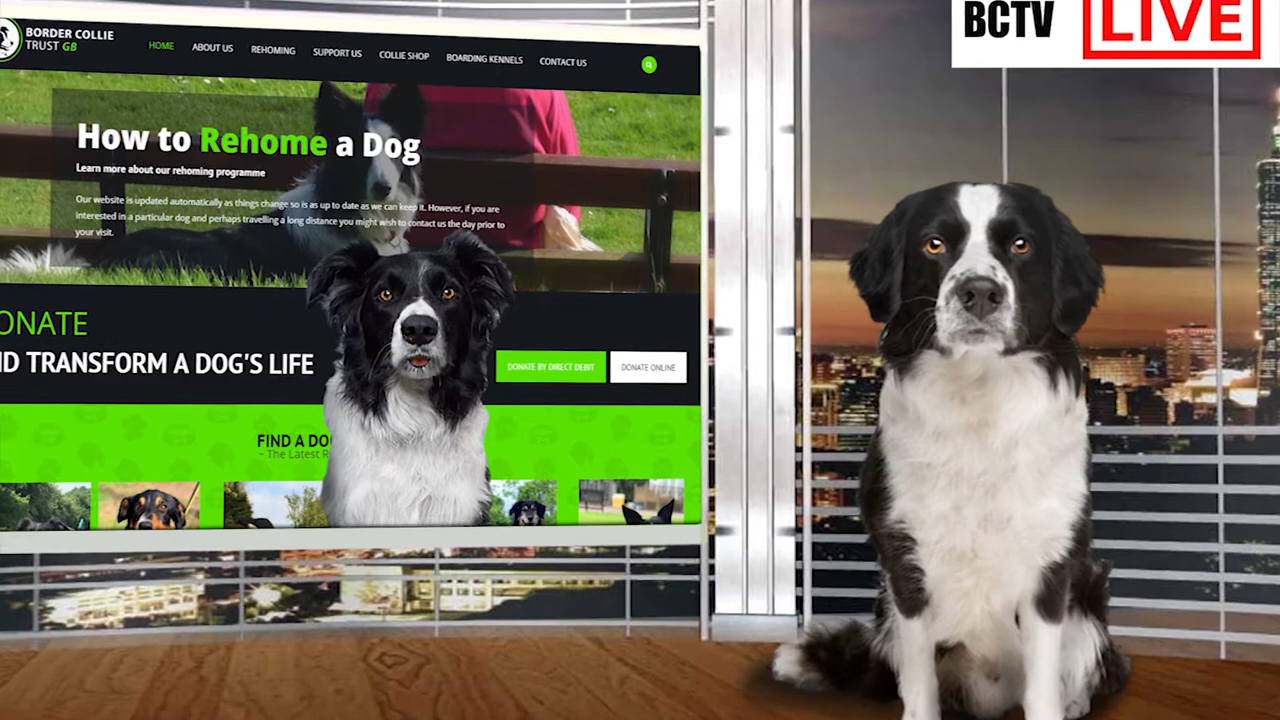 BORDER COLLIE
TRUST GB
HOME ABOUT US REHOMING SUPPORT US COLLIE SHOP BOARDING KENNELS CONTACT US
BCTV
LIVE
How to Rehome a Dog
Learn more about our rehoming programme
Our website is updated automatically as things change so is as up to date as we can keep it. However, if you are
interested in a particular dog and perhaps travelling a long distance you might wish to contact us the day prior to
your visit.
ONATE
ND TRANSFORM A DOG'S LIFE
DONATE BY DIRECT DEBIT DONATE ONLINE
FIND A DO
~ The Latest R